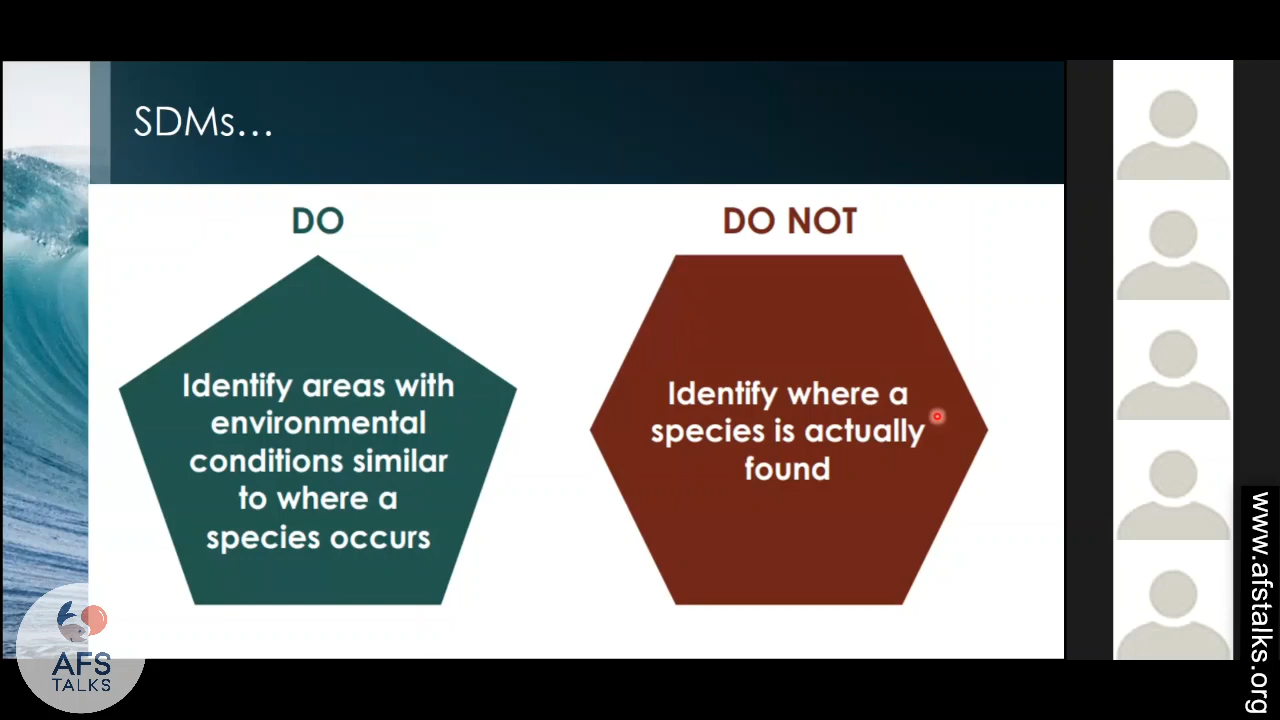 SDMs...
DO
Identify areas with
environmental
conditions similar
to where a
species occurs
DO NOT
Identify where a
species is actually
found
AFS
TALKS
www.afstalks.org